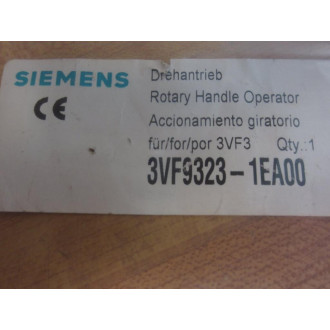 SIEMENS
CE
Drehantrieb
Rotary Handle Operator
Accionamiento giratorio
für/for/por 3VF3 Qty.:1
3VF9323-1EA00